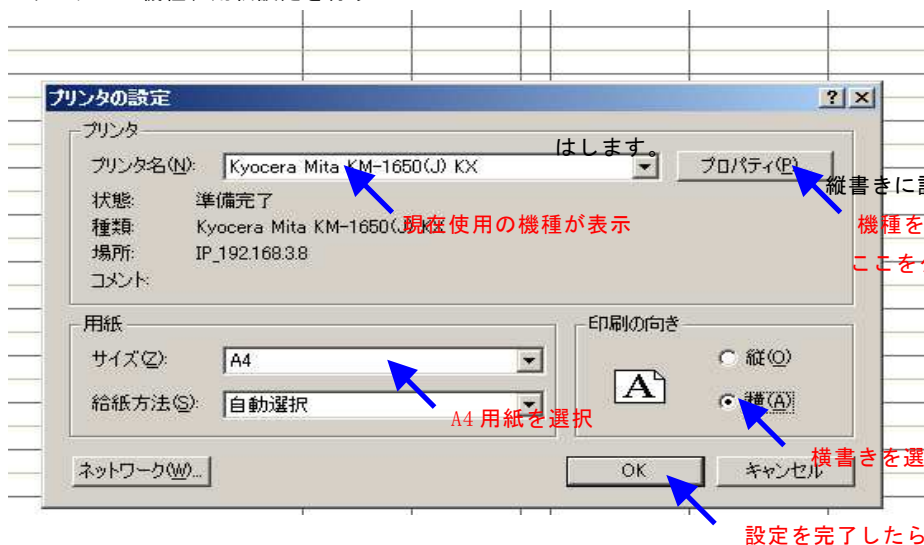 プリンタの設定
プリンタ
プリンタ名(N): Kyocera Mita KM-1650(J) KX
はします。
プロパティ(P)
縦書きに
状態: 準備完了
現在使用の機種が表示
機種を
種類: Kyocera Mita KM-1650(J) KX
場所: IP_192.168.3.8
ここを
コメント:
用紙
サイズ(Z): A4
給紙方法(S): 自動選択
A4 用紙を選択
印刷の向き
A
縦(O)
横(A)
横書きを選
ネットワーク(W)...
OK
キャンセル
設定を完了したら